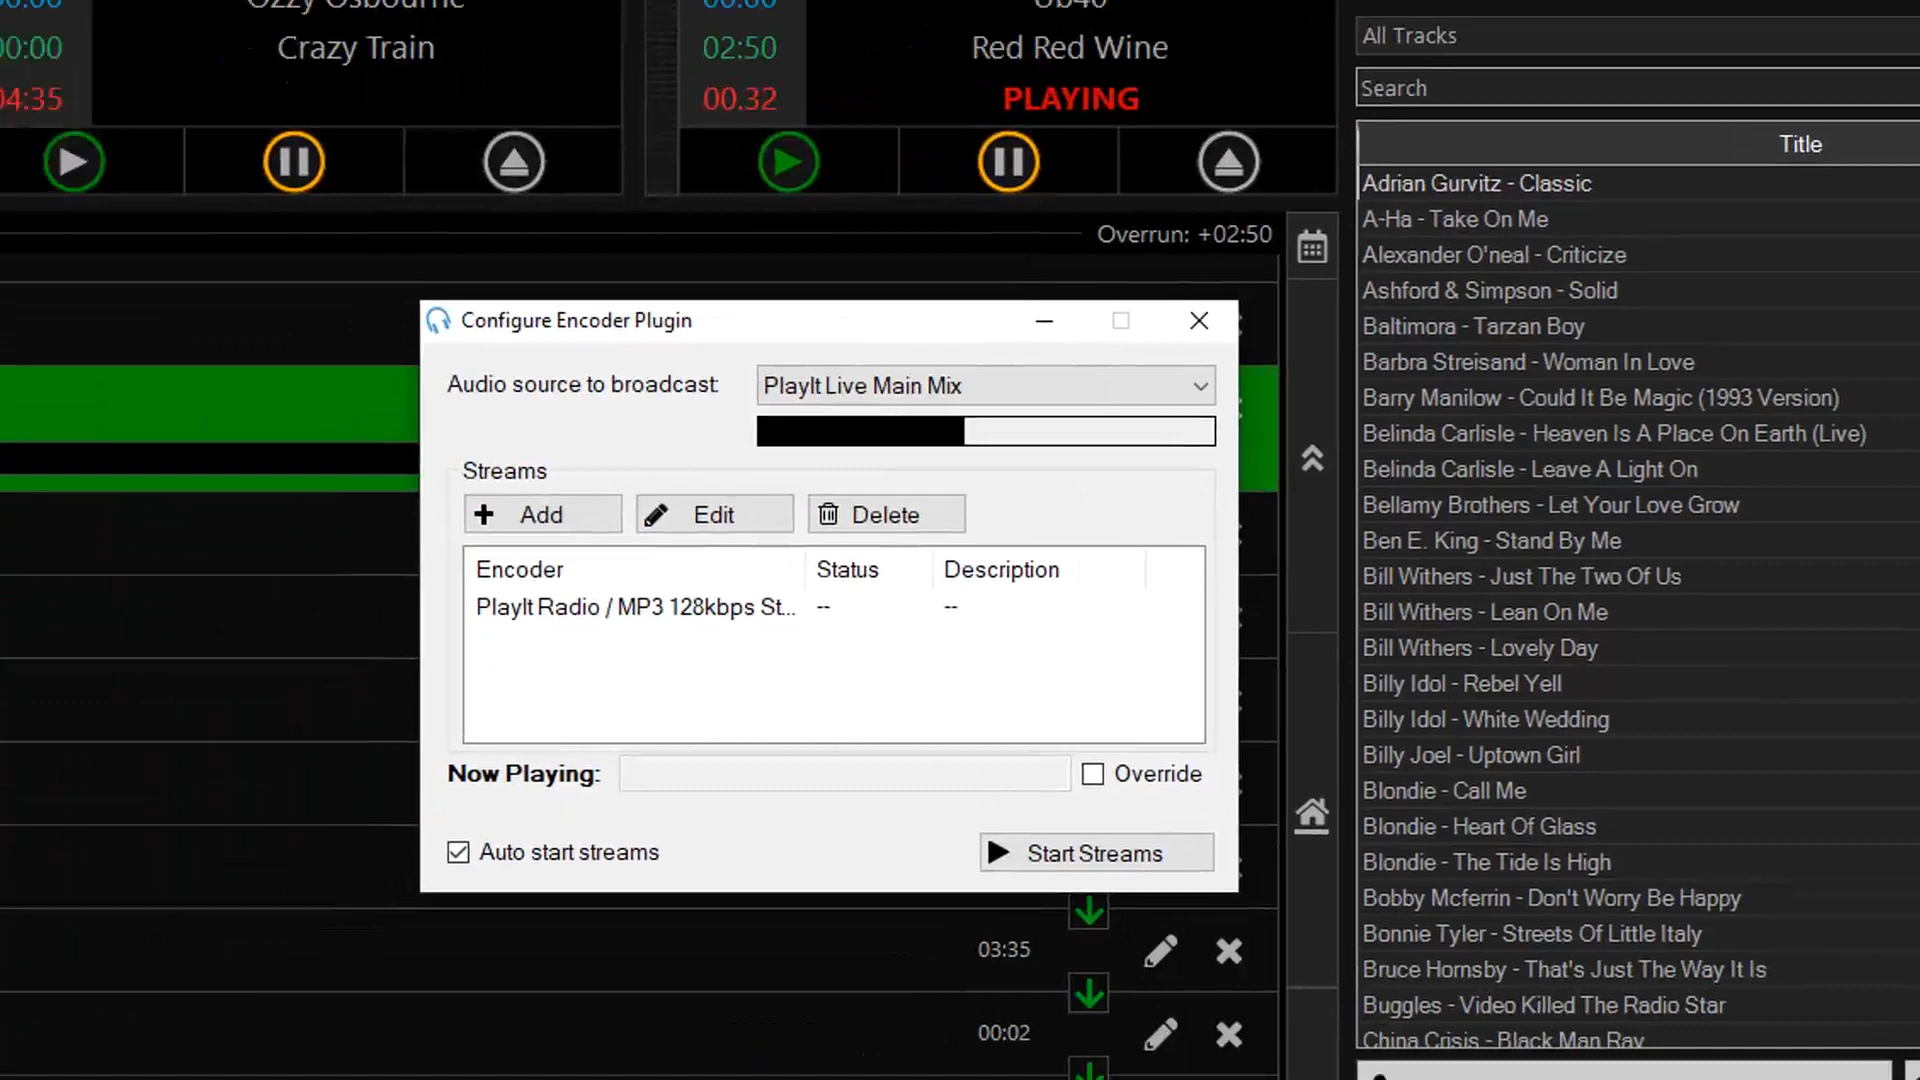 Ozzy Osbourne
00:00
Crazy Train
04:35
00:00
Ub40
02:50
Red Red Wine
00.32
PLAYING
Overrun: +02:50
Configure Encoder Plugin
Audio source to broadcast:
PlayIt Live Main Mix
Streams
Add
Edit
Delete
Encoder
Status
Description
PlayIt Radio / MP3 128kbps St...
--
--
Now Playing:
Override
Auto start streams
Start Streams
03:35
00:02
All Tracks
Search
Title
Adrian Gurvitz - Classic
A-Ha - Take On Me
Alexander O'neal - Criticize
Ashford & Simpson - Solid
Baltimora - Tarzan Boy
Barbra Streisand - Woman In Love
Barry Manilow - Could It Be Magic (1993 Version)
Belinda Carlisle - Heaven Is A Place On Earth (Live)
Belinda Carlisle - Leave A Light On
Bellamy Brothers - Let Your Love Grow
Ben E. King - Stand By Me
Bill Withers - Just The Two Of Us
Bill Withers - Lean On Me
Bill Withers - Lovely Day
Billy Idol - Rebel Yell
Billy Idol - White Wedding
Billy Joel - Uptown Girl
Blondie - Call Me
Blondie - Heart Of Glass
Blondie - The Tide Is High
Bobby Mcferrin - Don't Worry Be Happy
Bonnie Tyler - Streets Of Little Italy
Bruce Hornsby - That's Just The Way It Is
Buggles - Video Killed The Radio Star
China Crisis - Black Man Ray